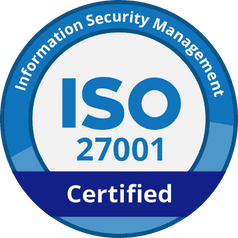 Information Security Management
ISO
27001
Certified